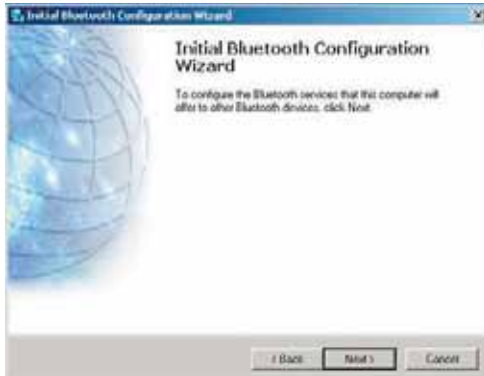 Initial Bluetooth Configuration Wizard
Initial Bluetooth Configuration
Wizard
To configure the Bluetooth services that this computer will
offer to other Bluetooth devices, click Next.
< Back Next > Cancel